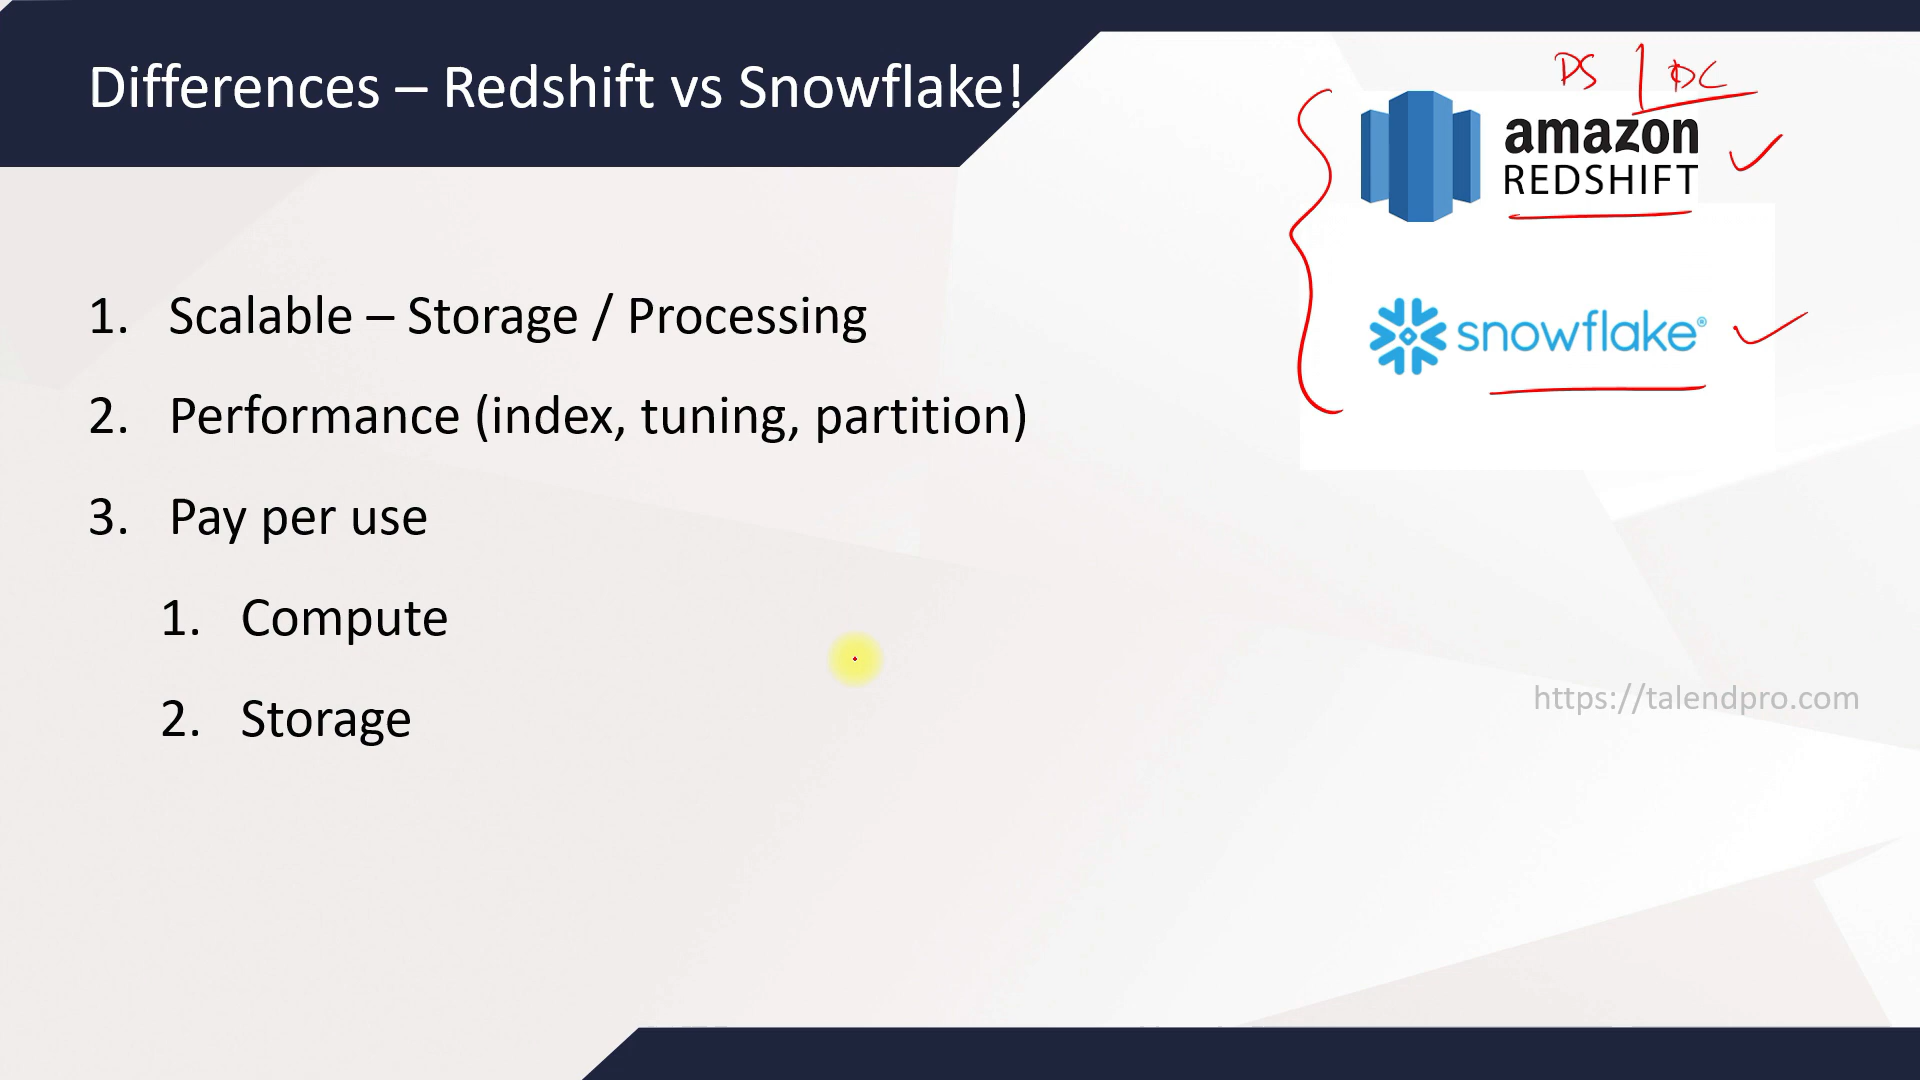 Differences – Redshift vs Snowflake!
DS | DC
amazon
REDSHIFT
snowflake®
1. Scalable – Storage / Processing
2. Performance (index, tuning, partition)
3. Pay per use
1. Compute
2. Storage
https://talendpro.com